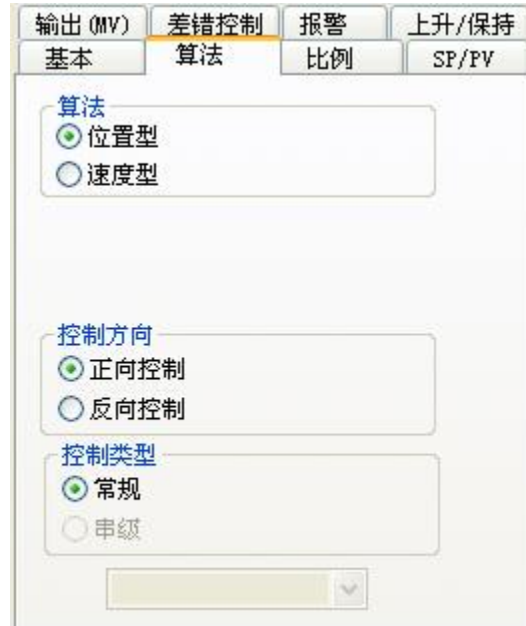 输出(MV) 差错控制 报警 上升/保持
基本 算法 比例 SP/PV
算法
位置型
速度型
控制方向
正向控制
反向控制
控制类型
常规
串级